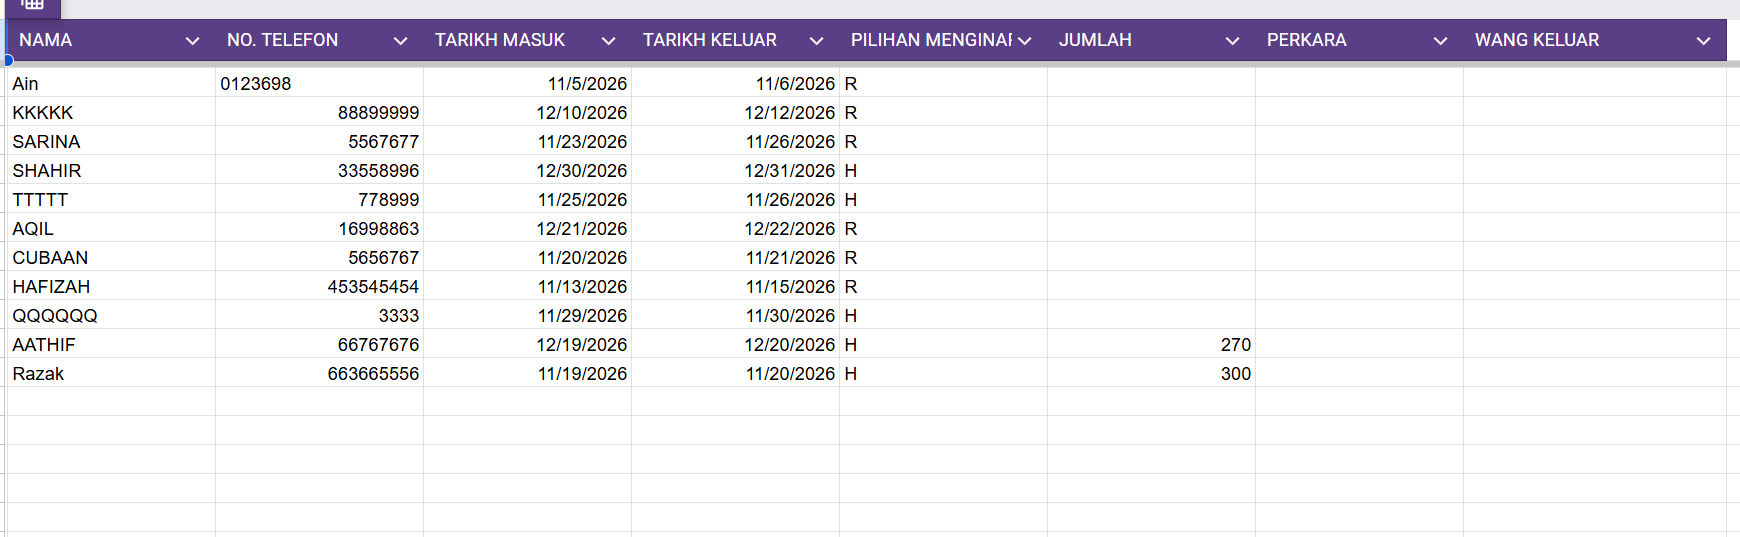 NAMA NO. TELEFON TARIKH MASUK TARIKH KELUAR PILIHAN MENGINAP JUMLAH PERKARA WANG KELUAR
Ain 0123698 11/5/2026 11/6/2026 R
KKKKK 88899999 12/10/2026 12/12/2026 R
SARINA 5567677 11/23/2026 11/26/2026 R
SHAHIR 33558996 12/30/2026 12/31/2026 H
TTTTT 778999 11/25/2026 11/26/2026 H
AQIL 16998863 12/21/2026 12/22/2026 R
CUBAAN 5656767 11/20/2026 11/21/2026 R
HAFIZAH 453545454 11/13/2026 11/15/2026 R
QQQQQQ 3333 11/29/2026 11/30/2026 H
AATHIF 66767676 12/19/2026 12/20/2026 H 270
Razak 663665556 11/19/2026 11/20/2026 H 300